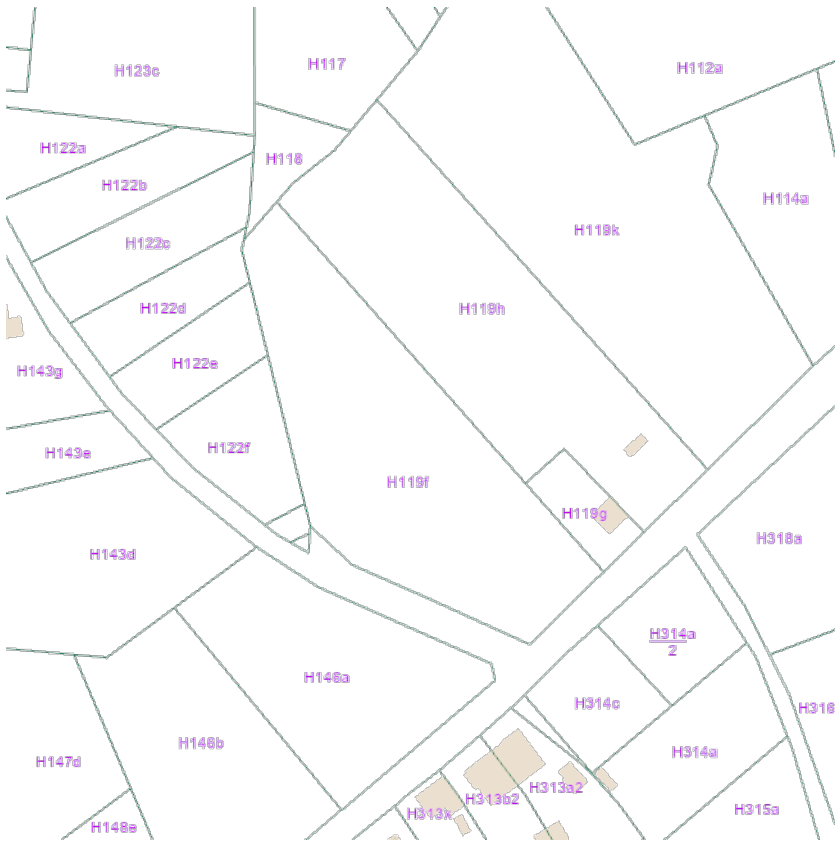 H117
H112a
H123c
H122a
H118
H122b
H114a
H119k
H122c
H122d
H119h
H122e
H143g
H122f
H143e
H119f
H119g
H143d
H318a
H314a
2
H146a
H314c
H316
H146b
H314a
H147d
H313a2
H313b2
H313x
H315a
H148e